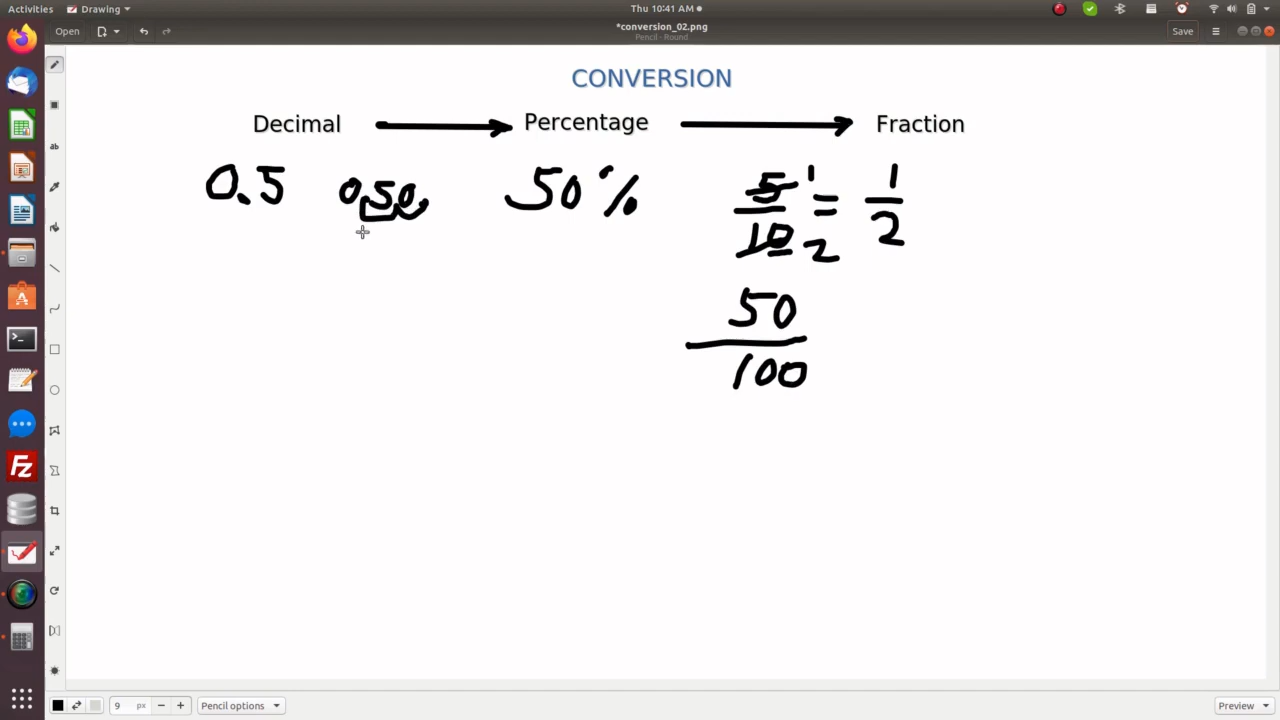 Activities Drawing Thu 10:41 AM
Open *conversion_02.png Save
Pencil - Round
CONVERSION
Decimal Percentage Fraction
0.5 0.50 50% 5/10 1 2 = 1/2
50/100
9 px Pencil options Preview